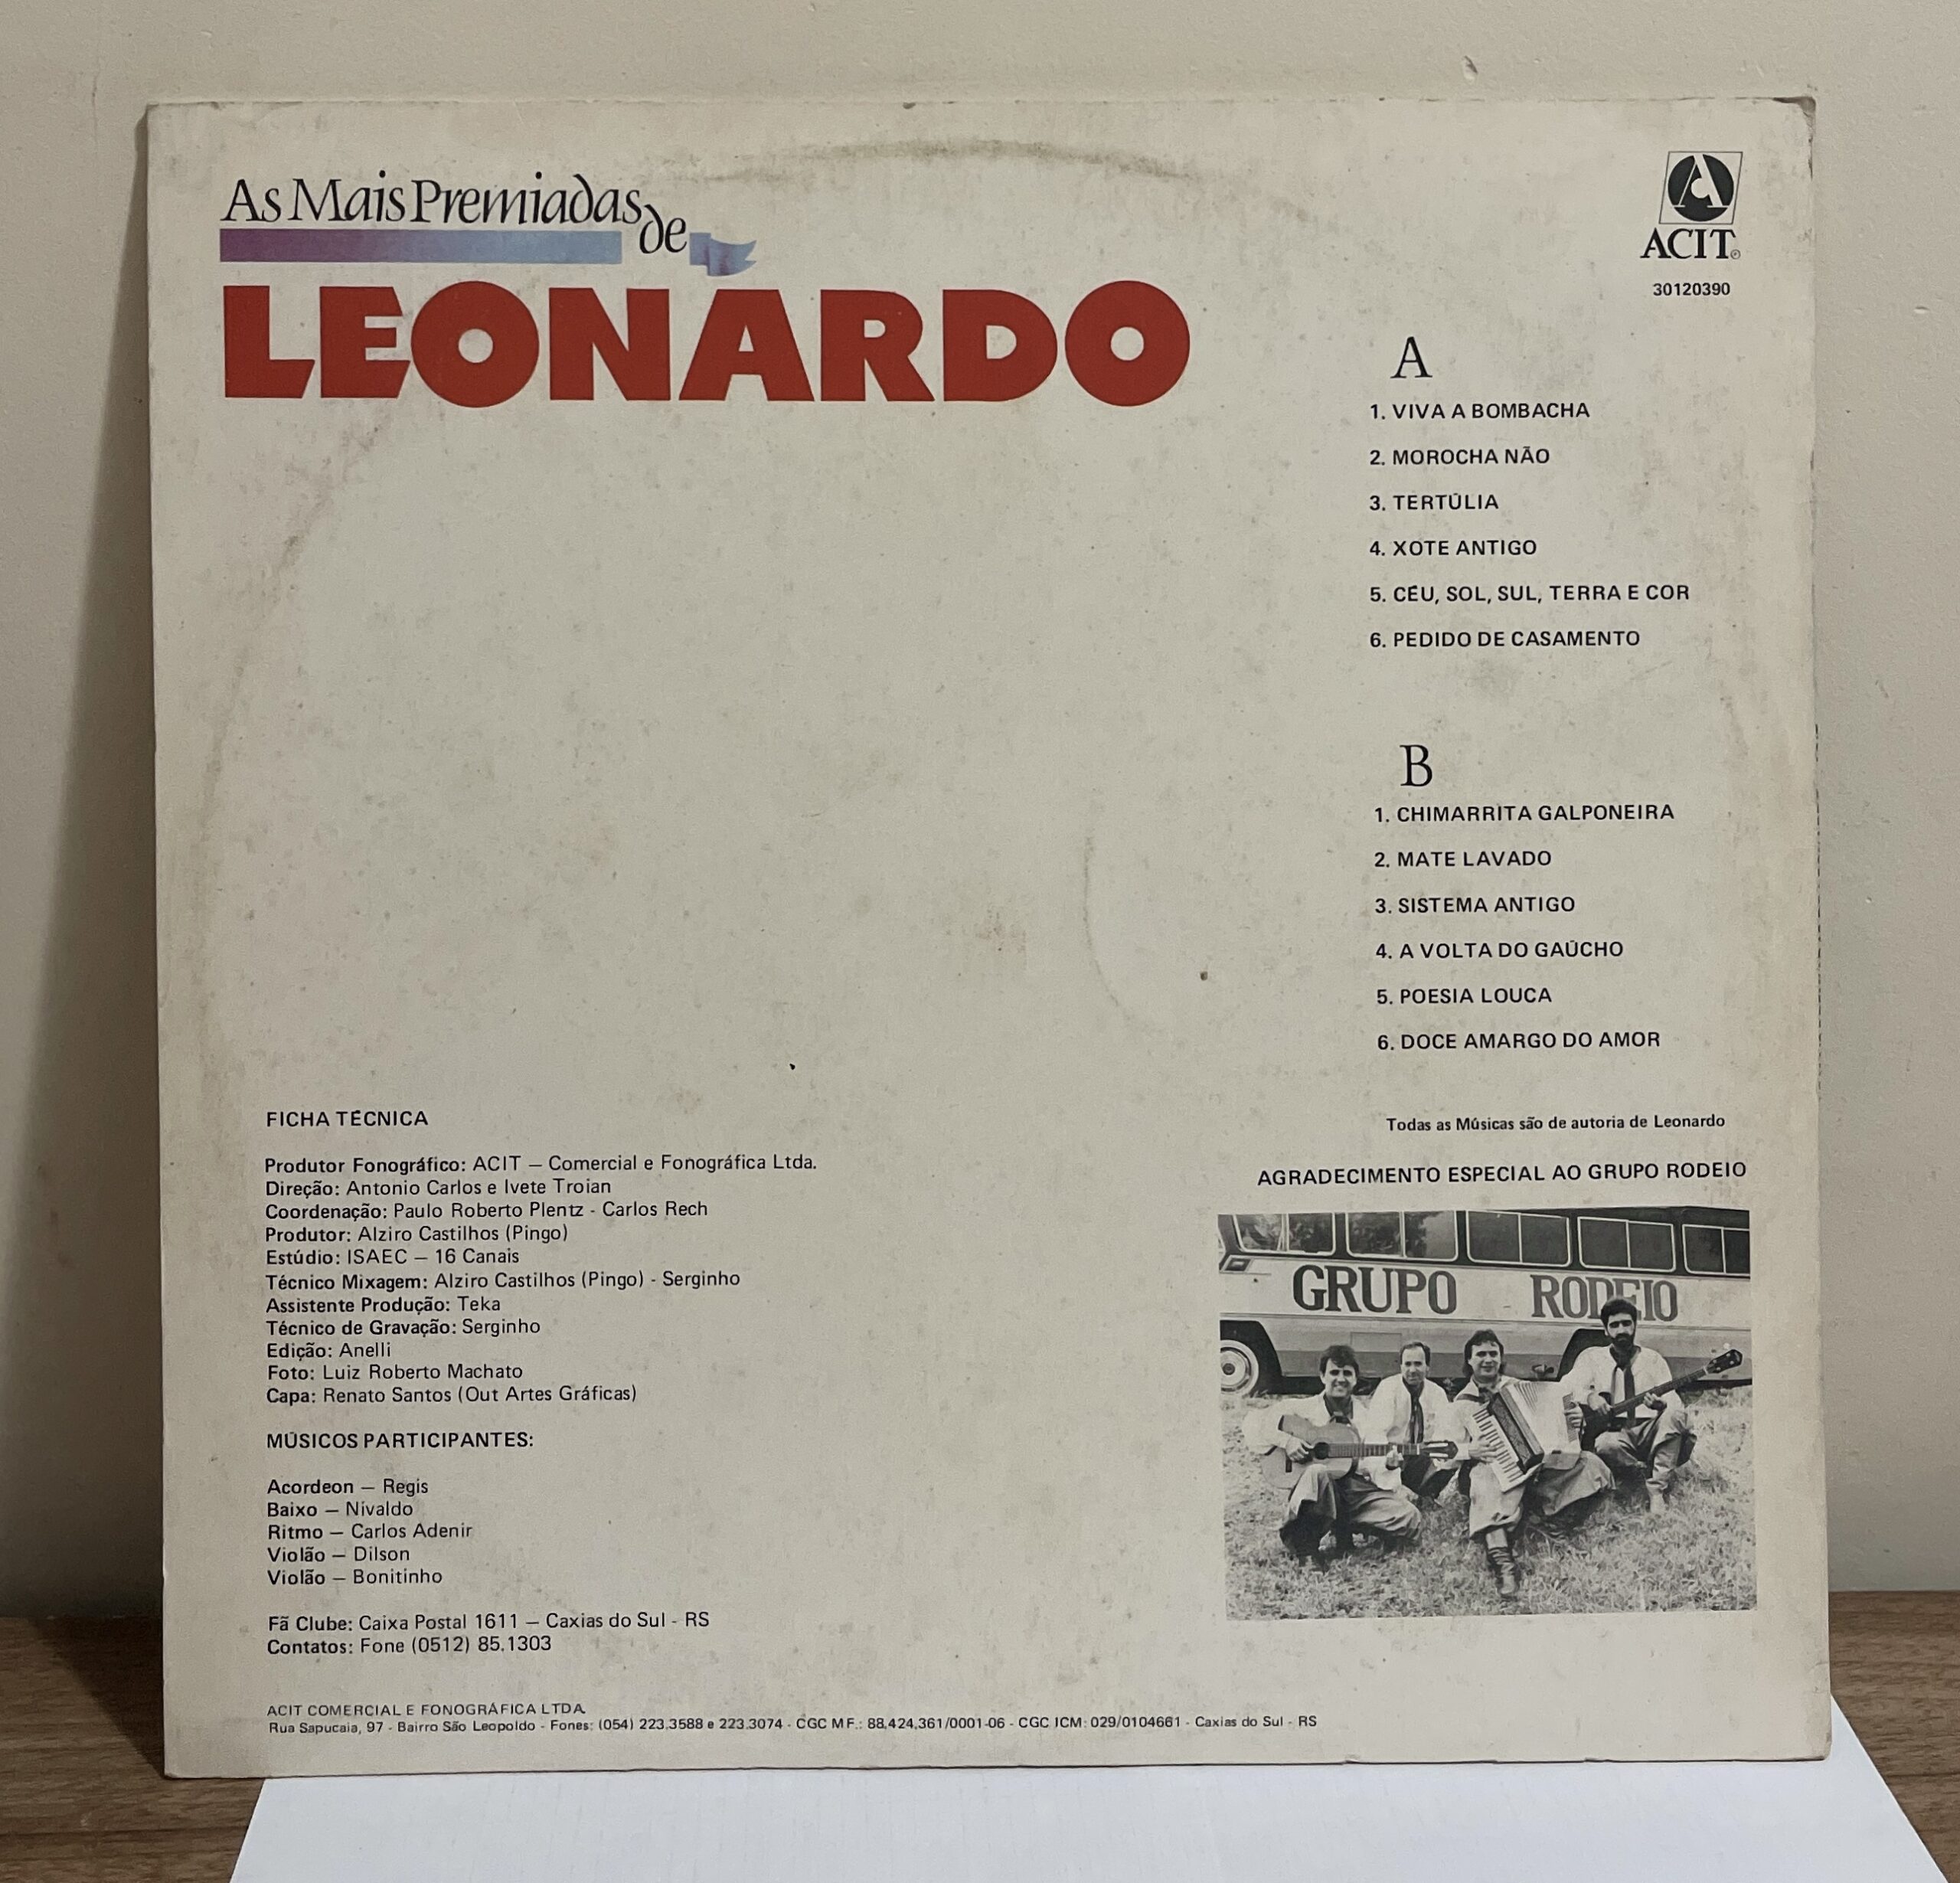 As Mais Premiadas de
LEONARDO
ACIT
30120390
A
1. VIVA A BOMBACHA
2. MOROCHA NÃO
3. TERTÚLIA
4. XOTE ANTIGO
5. CÉU, SOL, SUL, TERRA E COR
6. PEDIDO DE CASAMENTO
B
1. CHIMARRITA GALPONEIRA
2. MATE LAVADO
3. SISTEMA ANTIGO
4. A VOLTA DO GAÚCHO
5. POESIA LOUCA
6. DOCE AMARGO DO AMOR
Todas as Músicas são de autoria de Leonardo
AGRADECIMENTO ESPECIAL AO GRUPO RODEIO
GRUPO RODEIO
FICHA TÉCNICA
Produtor Fonográfico: ACIT – Comercial e Fonográfica Ltda.
Direção: Antonio Carlos e Ivete Troian
Coordenação: Paulo Roberto Plentz - Carlos Rech
Produtor: Alziro Castilhos (Pingo)
Estúdio: ISAEC – 16 Canais
Técnico Mixagem: Alziro Castilhos (Pingo) - Serginho
Assistente Produção: Teka
Técnico de Gravação: Serginho
Edição: Anelli
Foto: Luiz Roberto Machato
Capa: Renato Santos (Out Artes Gráficas)
MÚSICOS PARTICIPANTES:
Acordeon – Regis
Baixo – Nivaldo
Ritmo – Carlos Adenir
Violão – Dilson
Violão – Bonitinho
Fã Clube: Caixa Postal 1611 – Caxias do Sul - RS
Contatos: Fone (0512) 85.1303
ACIT COMERCIAL E FONOGRÁFICA LTDA.
Rua Sapucaia, 97 - Bairro São Leopoldo - Fones: (054) 223.3588 e 223.3074 - CGC MF.: 88.424.361/0001-06 - CGC ICM: 029/0104661 - Caxias do Sul - RS